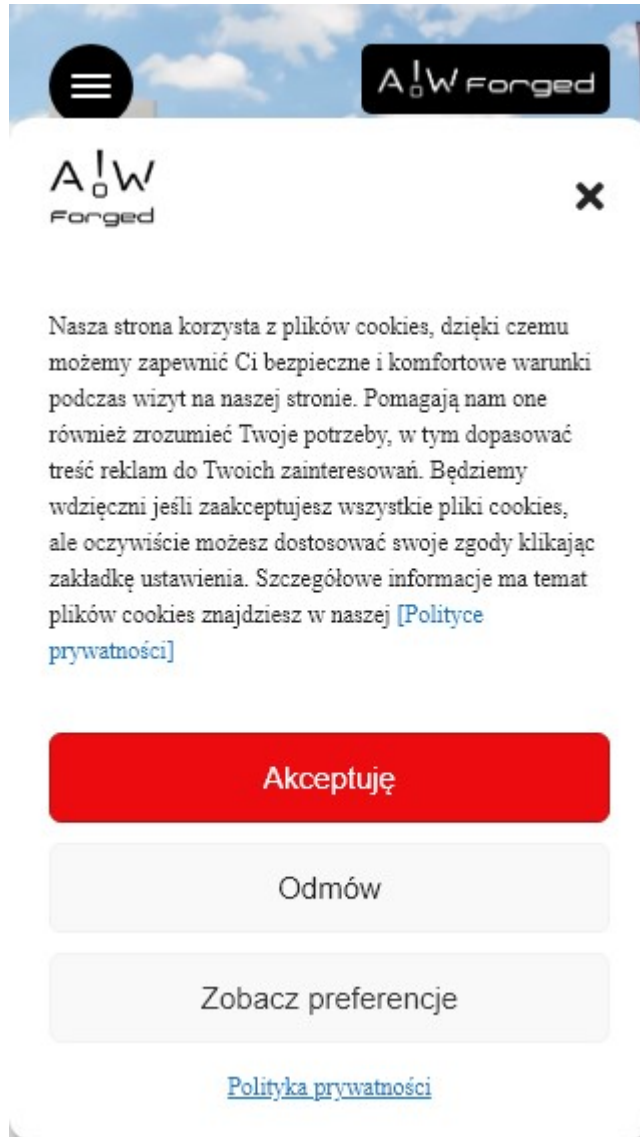 A!W Forged
A!W
Forged
Nasza strona korzysta z plików cookies, dzięki czemu
możemy zapewnić Ci bezpieczne i komfortowe warunki
podczas wizyt na naszej stronie. Pomagają nam one
również zrozumieć Twoje potrzeby, w tym dopasować
treść reklam do Twoich zainteresowań. Będziemy
wdzięczni jeśli zaakceptujesz wszystkie pliki cookies,
ale oczywiście możesz dostosować swoje zgody klikając
zakładkę ustawienia. Szczegółowe informacje ma temat
plików cookies znajdziesz w naszej [Polityce
prywatności]
Akceptuję
Odmów
Zobacz preferencje
Polityka prywatności